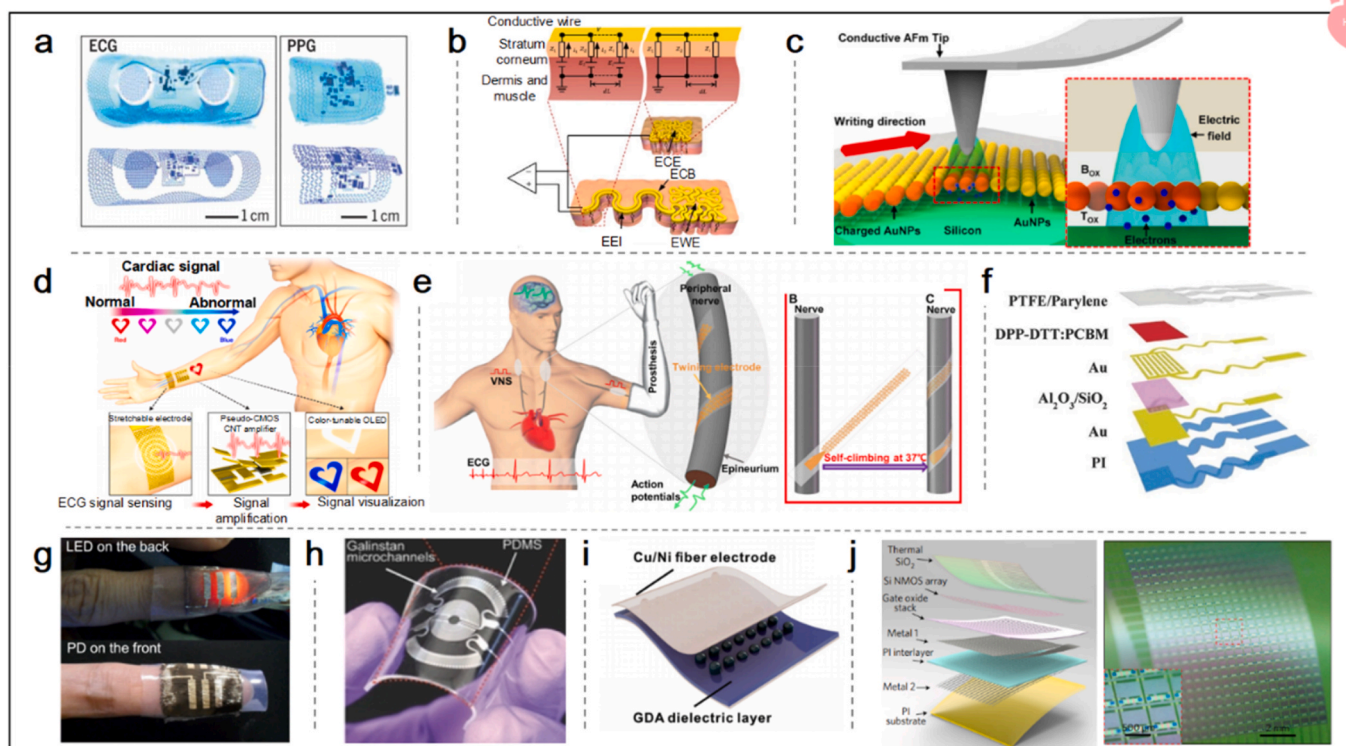 a
ECG
PPG
1 cm
1 cm
b
Conductive wire
Stratum
corneum
Dermis and
muscle
ECE
ECB
EEI
EWE
c
Conductive AFm Tip
Writing direction
Charged AuNPs
Silicon
AuNPs
Electric
field
Box
Tox
Electrons
d
Cardiac signal
Normal
Abnormal
Red
Blue
Stretchable electrode
Pseudo-CMOS
CNT amplifier
Color-tunable OLED
ECG signal sensing
Signal
amplification
Signal visualizaion
e
VNS
ECG
Prosthesis
Peripheral
nerve
Twining electrode
Epineurium
Action
potentials
B
Nerve
C
Nerve
Self-climbing at 37℃
f
PTFE/Parylene
DPP-DTT:PCBM
Au
Al₂O₃/SiO₂
Au
PI
g
LED on the back
PD on the front
h
Galinstan
microchannels
PDMS
i
Cu/Ni fiber electrode
GDA dielectric layer
j
Thermal
SiO₂
Si NMOS array
Gate oxide
stack
Metal 1
PI interlayer
Metal 2
PI
substrate
2 mm